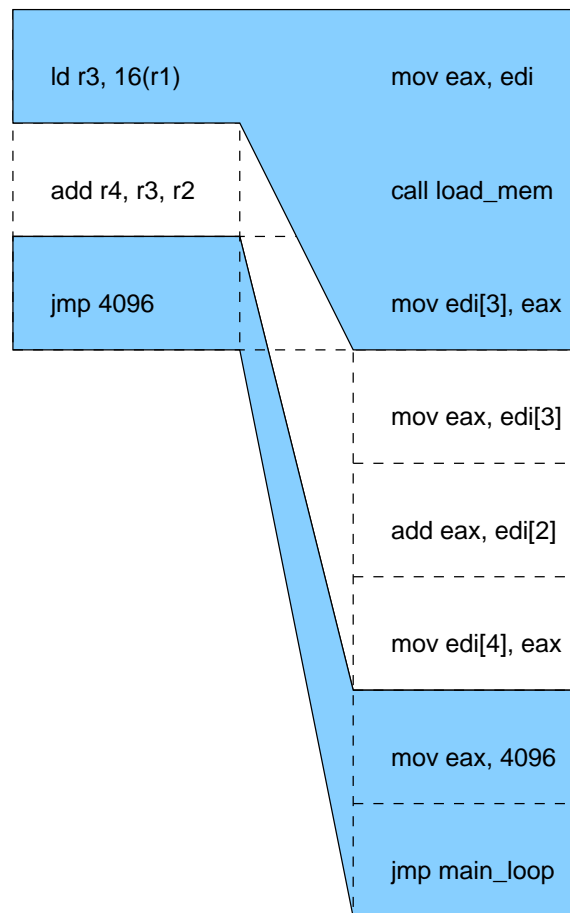 ld r3, 16(r1)
add r4, r3, r2
jmp 4096
mov eax, edi
call load_mem
mov edi[3], eax
mov eax, edi[3]
add eax, edi[2]
mov edi[4], eax
mov eax, 4096
jmp main_loop